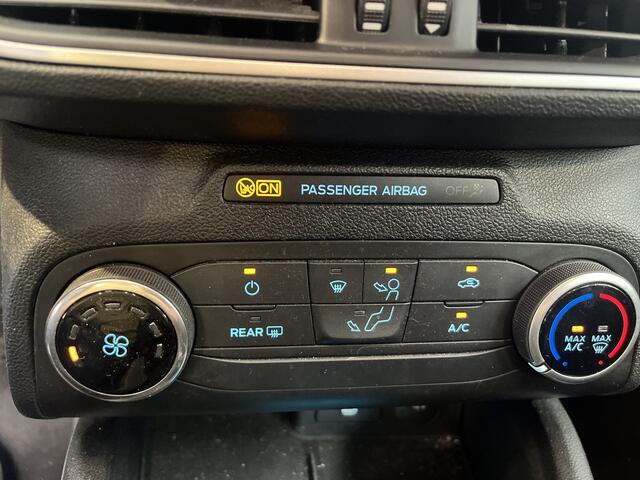 ON PASSENGER AIRBAG OFF
REAR
A/C
MAX A/C
MAX